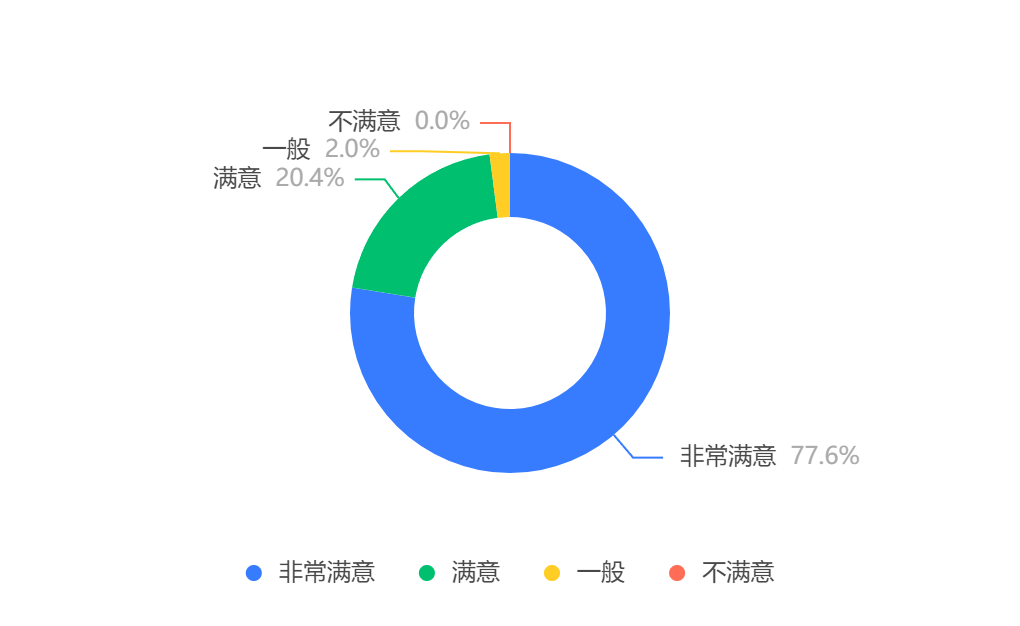 不满意 0.0%
一般 2.0%
满意 20.4%
非常满意 77.6%
非常满意 满意 一般 不满意